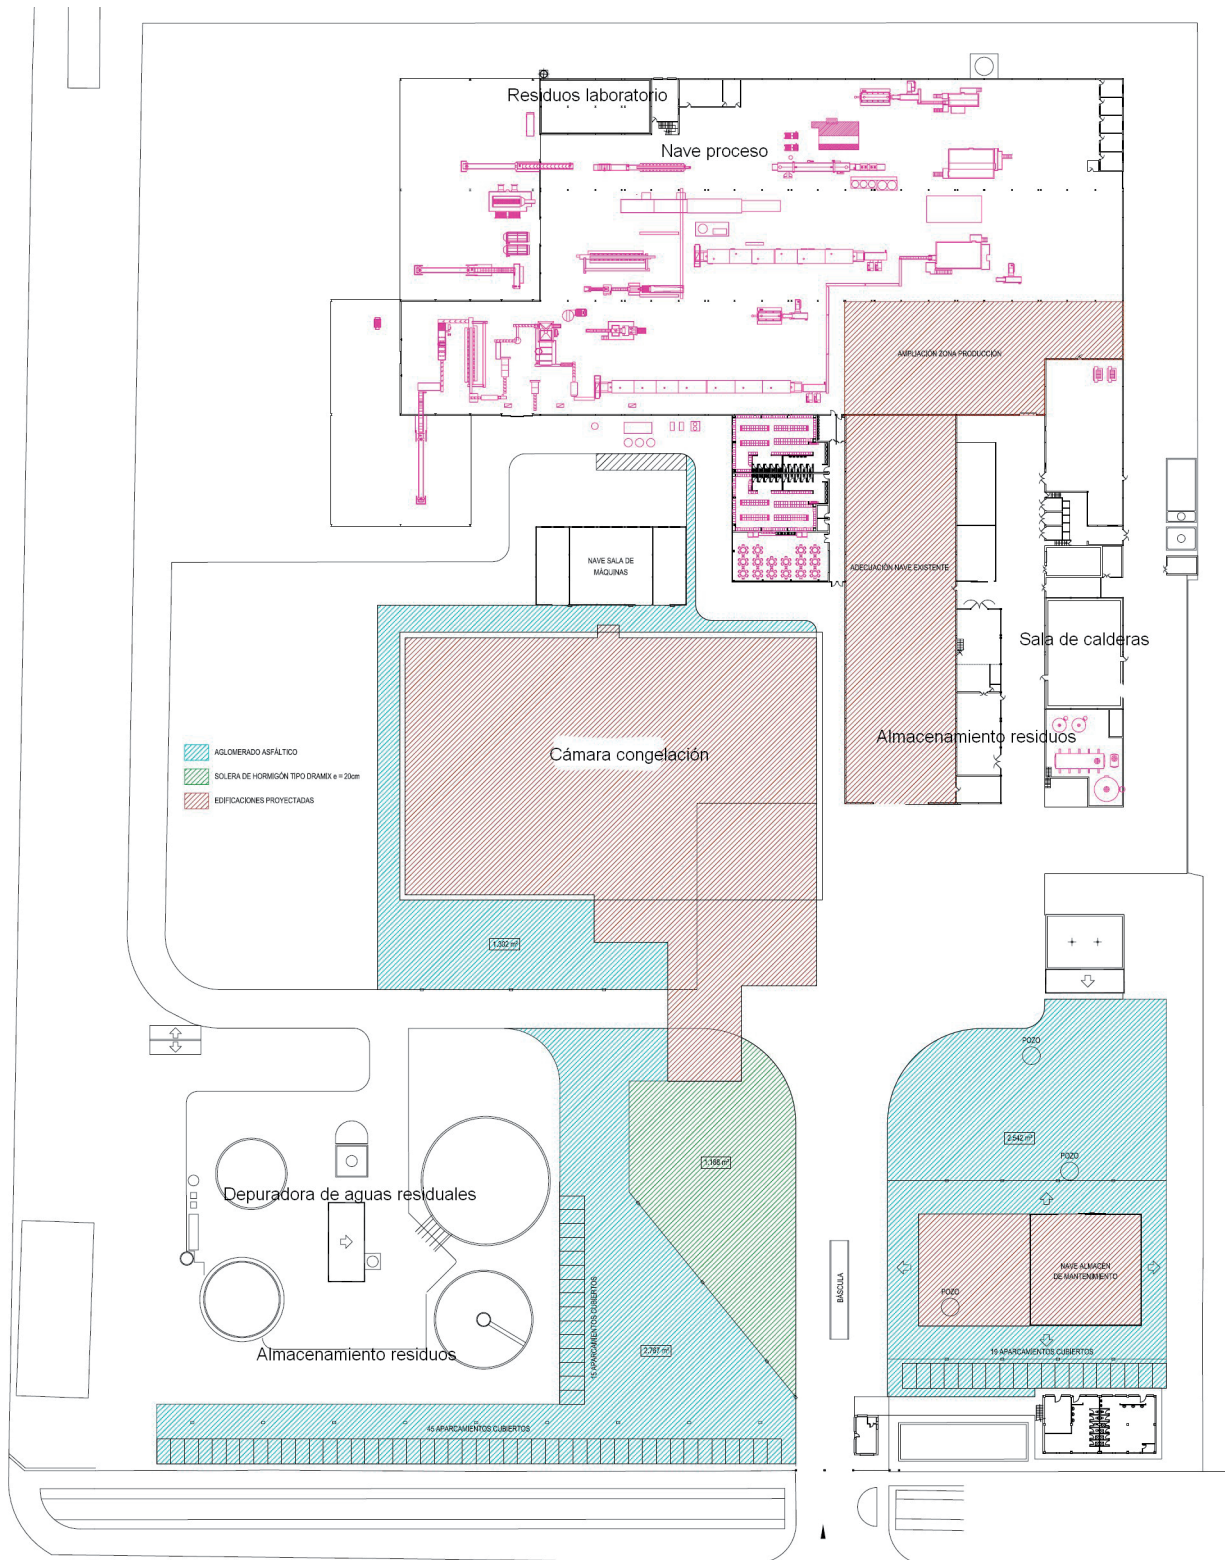 Residuos laboratorio
Nave proceso
AMPLIACIÓN ZONA PRODUCCIÓN
NAVE SALA DE
MÁQUINAS
ADECUACIÓN NAVE EXISTENTE
Sala de calderas
Almacenamiento residuos
Cámara congelación
AGLOMERADO ASFÁLTICO
SOLERA DE HORMIGÓN TIPO DRAMIX e = 20cm
EDIFICACIONES PROYECTADAS
1.302 m²
POZO
2.542 m²
1.188 m²
POZO
Depuradora de aguas residuales
NAVE ALMACÉN
DE MANTENIMIENTO
BÁSCULA
POZO
15 APARCAMIENTOS CUBIERTOS
Almacenamiento residuos
2.767 m²
19 APARCAMIENTOS CUBIERTOS
45 APARCAMIENTOS CUBIERTOS